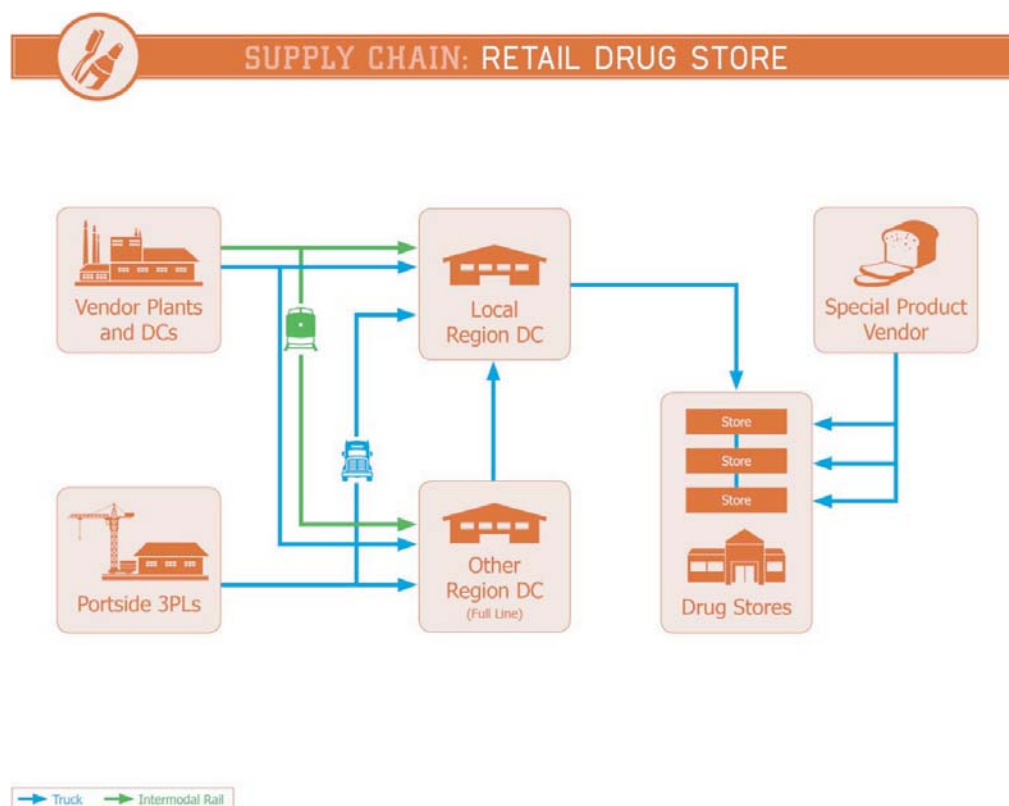 SUPPLY CHAIN: RETAIL DRUG STORE
Vendor Plants
and DCs
Local
Region DC
Special Product
Vendor
Store
Store
Store
Portside 3PLs
Other
Region DC
(Full Line)
Drug Stores
Truck
Intermodal Rail